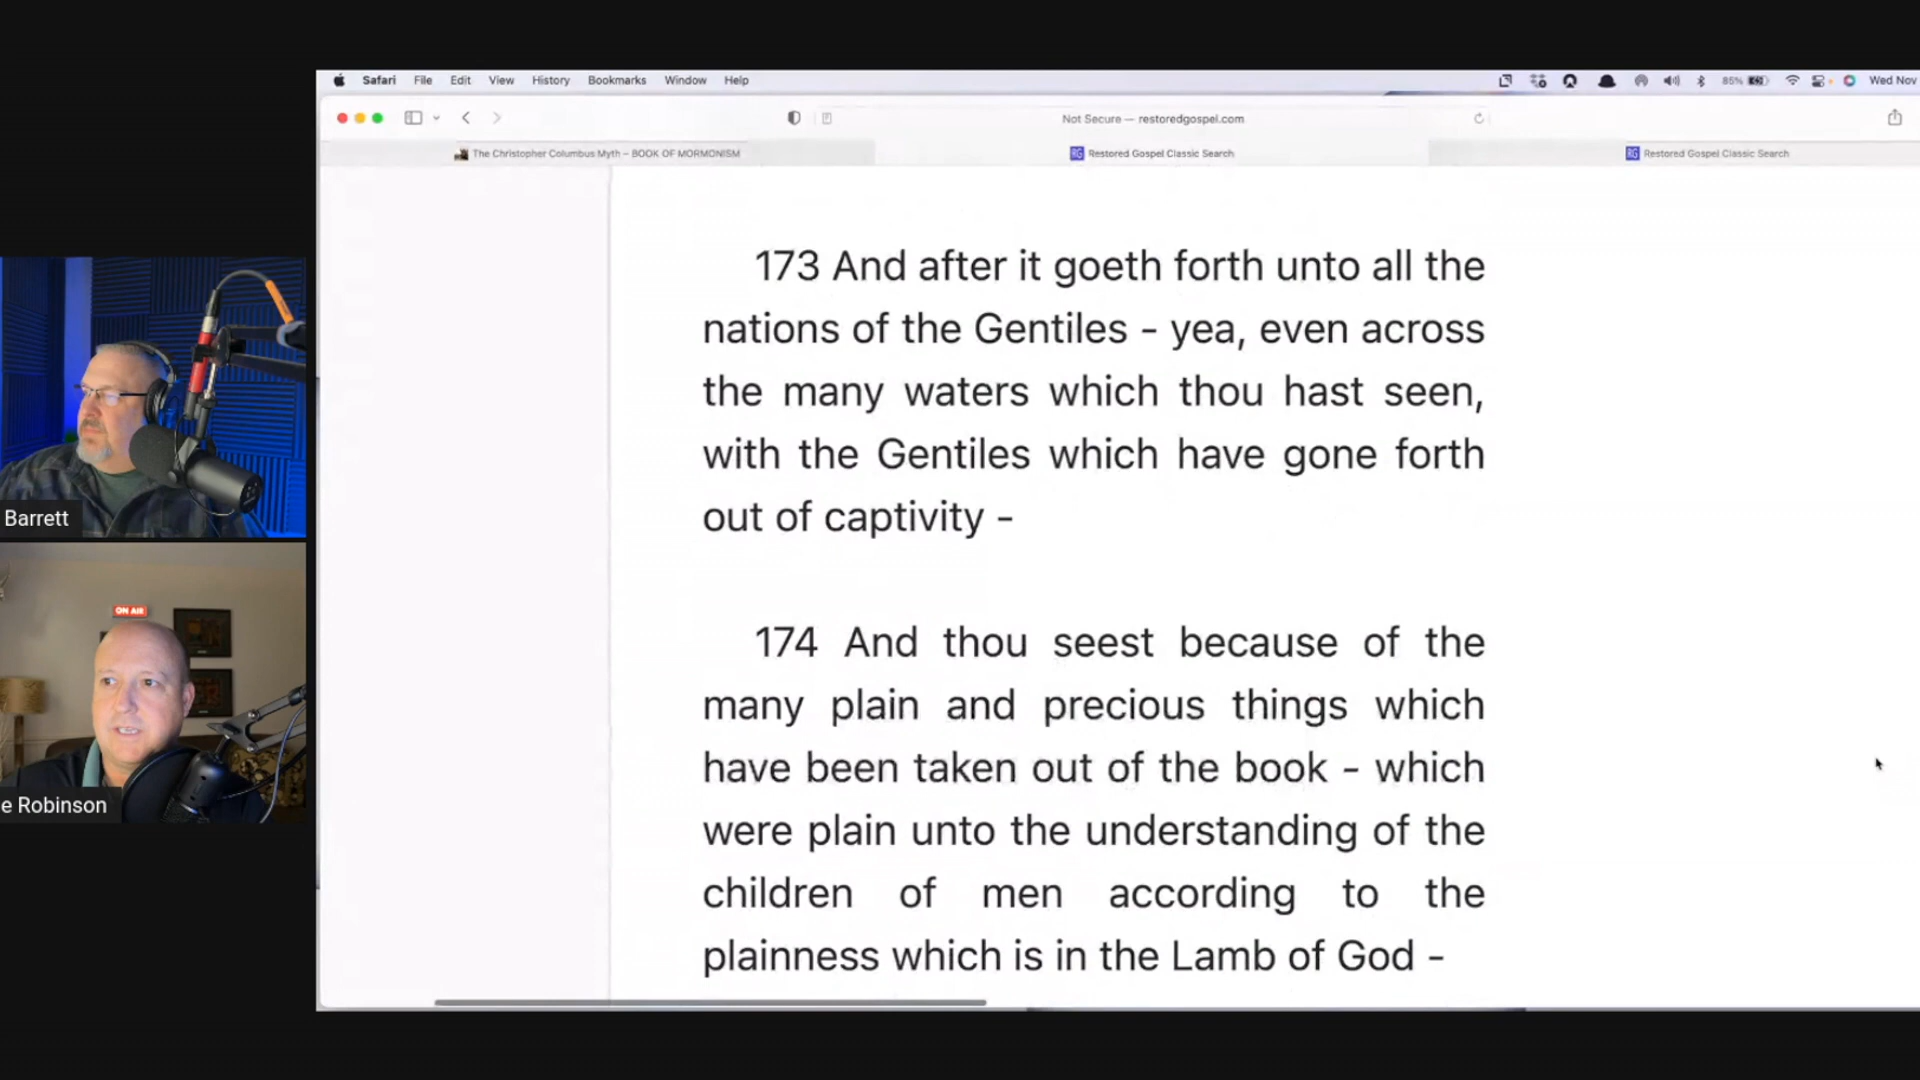 Safari File Edit View History Bookmarks Window Help 85% Wed Nov
Not Secure — restoredgospel.com
The Christopher Columbus Myth – BOOK OF MORMONISM
RG Restored Gospel Classic Search
RG Restored Gospel Classic Search
173 And after it goeth forth unto all the
nations of the Gentiles - yea, even across
the many waters which thou hast seen,
with the Gentiles which have gone forth
out of captivity -
174 And thou seest because of the
many plain and precious things which
have been taken out of the book - which
were plain unto the understanding of the
children of men according to the
plainness which is in the Lamb of God -
Barrett
ON AIR
e Robinson